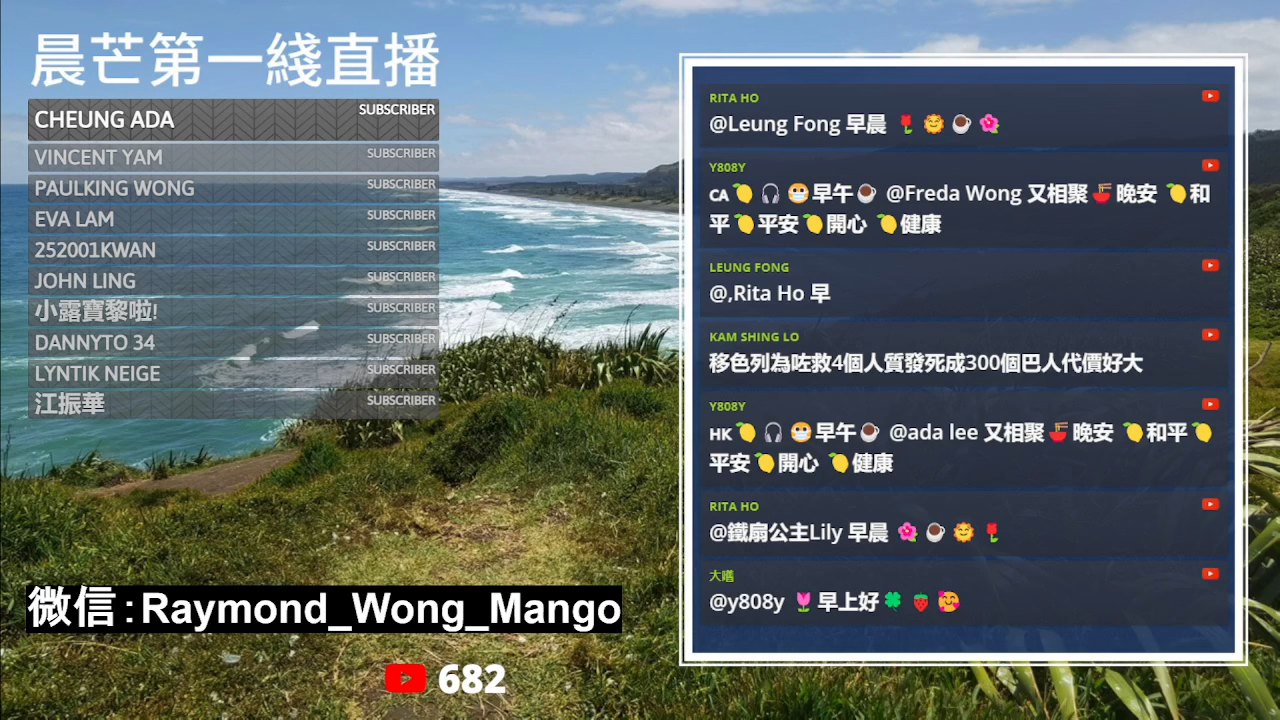 晨芒第一綫直播
CHEUNG ADA SUBSCRIBER
VINCENT YAM SUBSCRIBER
PAULKING WONG SUBSCRIBER
EVA LAM SUBSCRIBER
252001KWAN SUBSCRIBER
JOHN LING SUBSCRIBER
小露寶黎啦! SUBSCRIBER
DANNYTO 34 SUBSCRIBER
LYNTIK NEIGE SUBSCRIBER
江振華 SUBSCRIBER
微信:Raymond_Wong_Mango
682
RITA HO
@Leung Fong 早晨 🌷 🌞 ☕ 🌺
Y808Y
CA🍋 🎧 😷早午☕ @Freda Wong 又相聚🍜晚安 🍋和
平🍋平安🍋開心 🍋健康
LEUNG FONG
@,Rita Ho 早
KAM SHING LO
移色列為咗救4個人質發死成300個巴人代價好大
Y808Y
HK🍋 🎧 😷早午☕ @ada lee 又相聚🍜晚安 🍋和平🍋
平安🍋開心 🍋健康
RITA HO
@鐵扇公主Lily 早晨 🌺 ☕ 🌞 🌷
@y808y 🌷早上好🍀 🍓 🥰